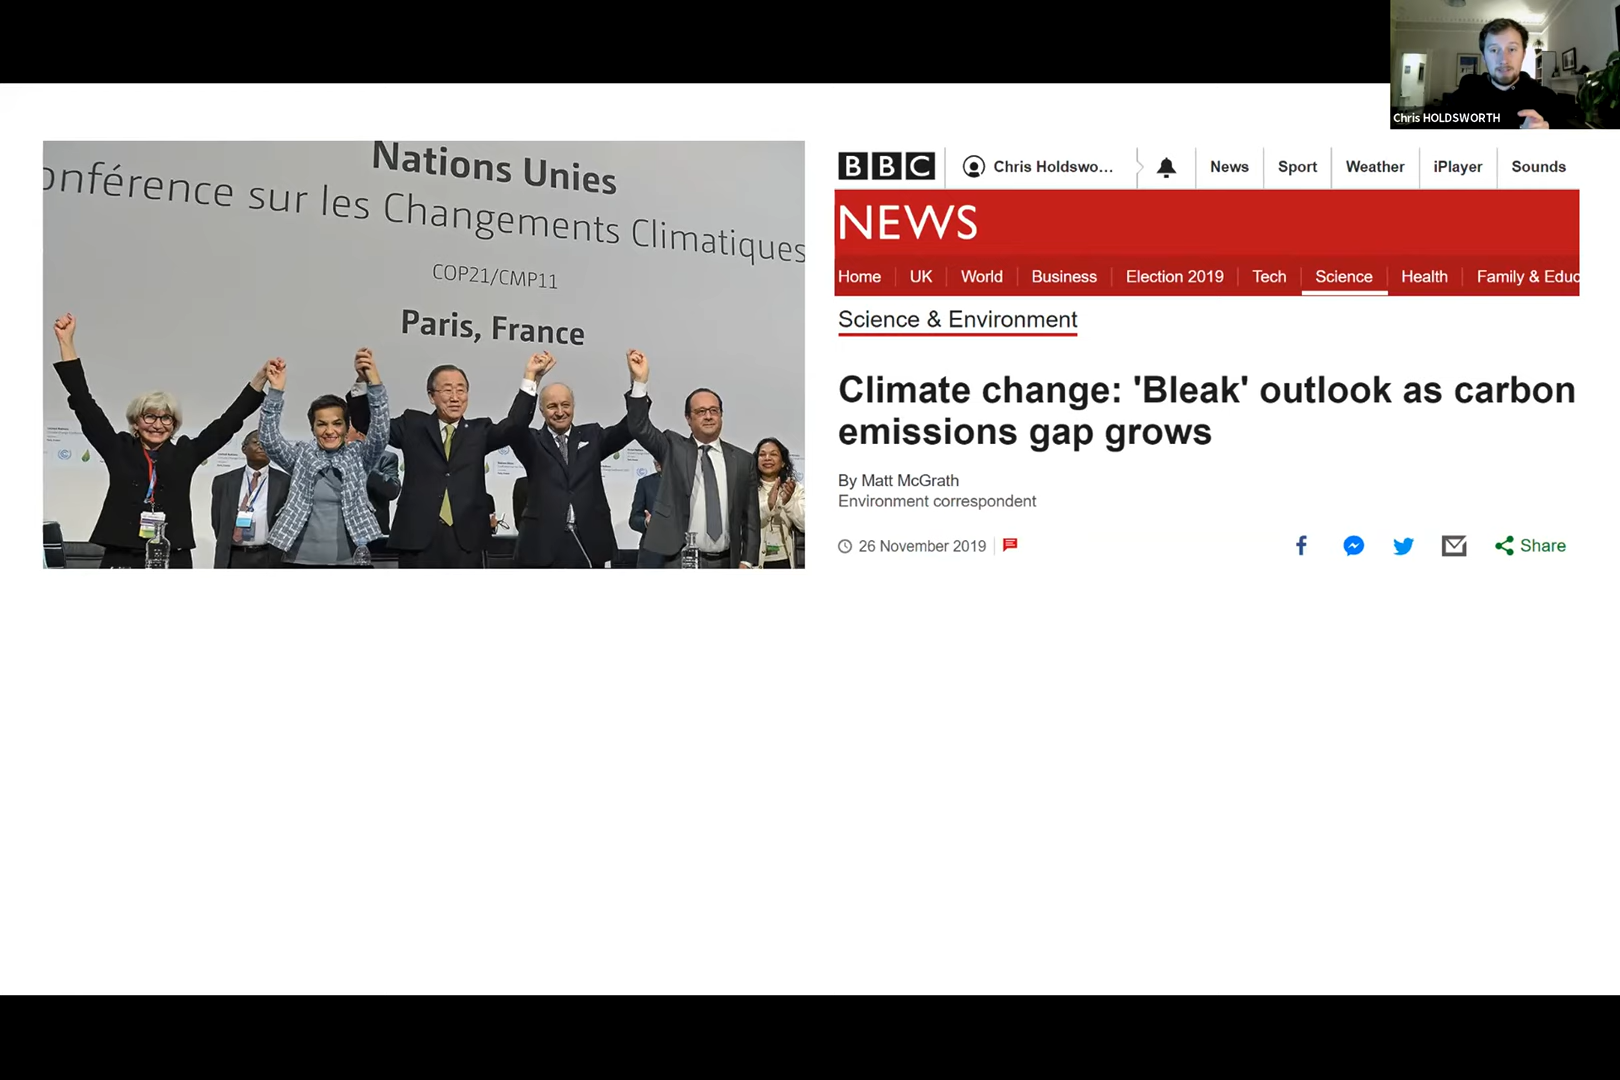 Nations Unies
onférence sur les Changements Climatiques
COP21/CMP11
Paris, France
Chris HOLDSWORTH
BBC
Chris Holdswo...
News
Sport
Weather
iPlayer
Sounds
NEWS
Home
UK
World
Business
Election 2019
Tech
Science
Health
Family & Educ
Science & Environment
Climate change: 'Bleak' outlook as carbon
emissions gap grows
By Matt McGrath
Environment correspondent
26 November 2019
Share